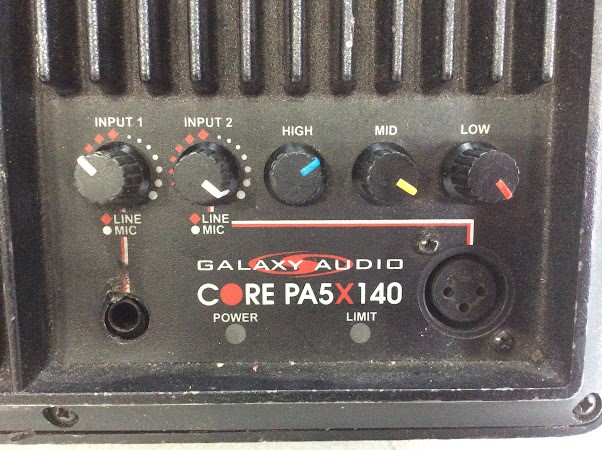 INPUT 1
INPUT 2
HIGH
MID
LOW
LINE
MIC
LINE
MIC
GALAXY AUDIO
CORE PA5X140
POWER
LIMIT